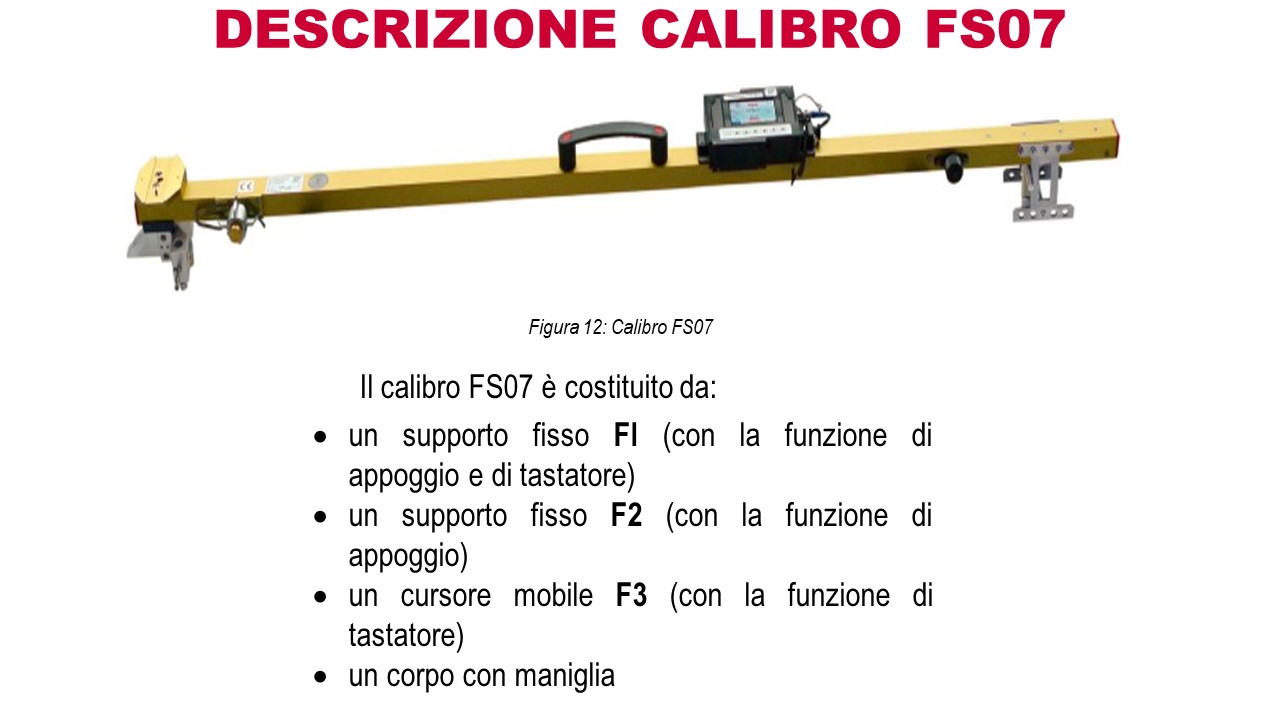 DESCRIZIONE CALIBRO FS07
CE
Figura 12: Calibro FS07
Il calibro FS07 è costituito da:
• un supporto fisso FI (con la funzione di
appoggio e di tastatore)
• un supporto fisso F2 (con la funzione di
appoggio)
• un cursore mobile F3 (con la funzione di
tastatore)
• un corpo con maniglia